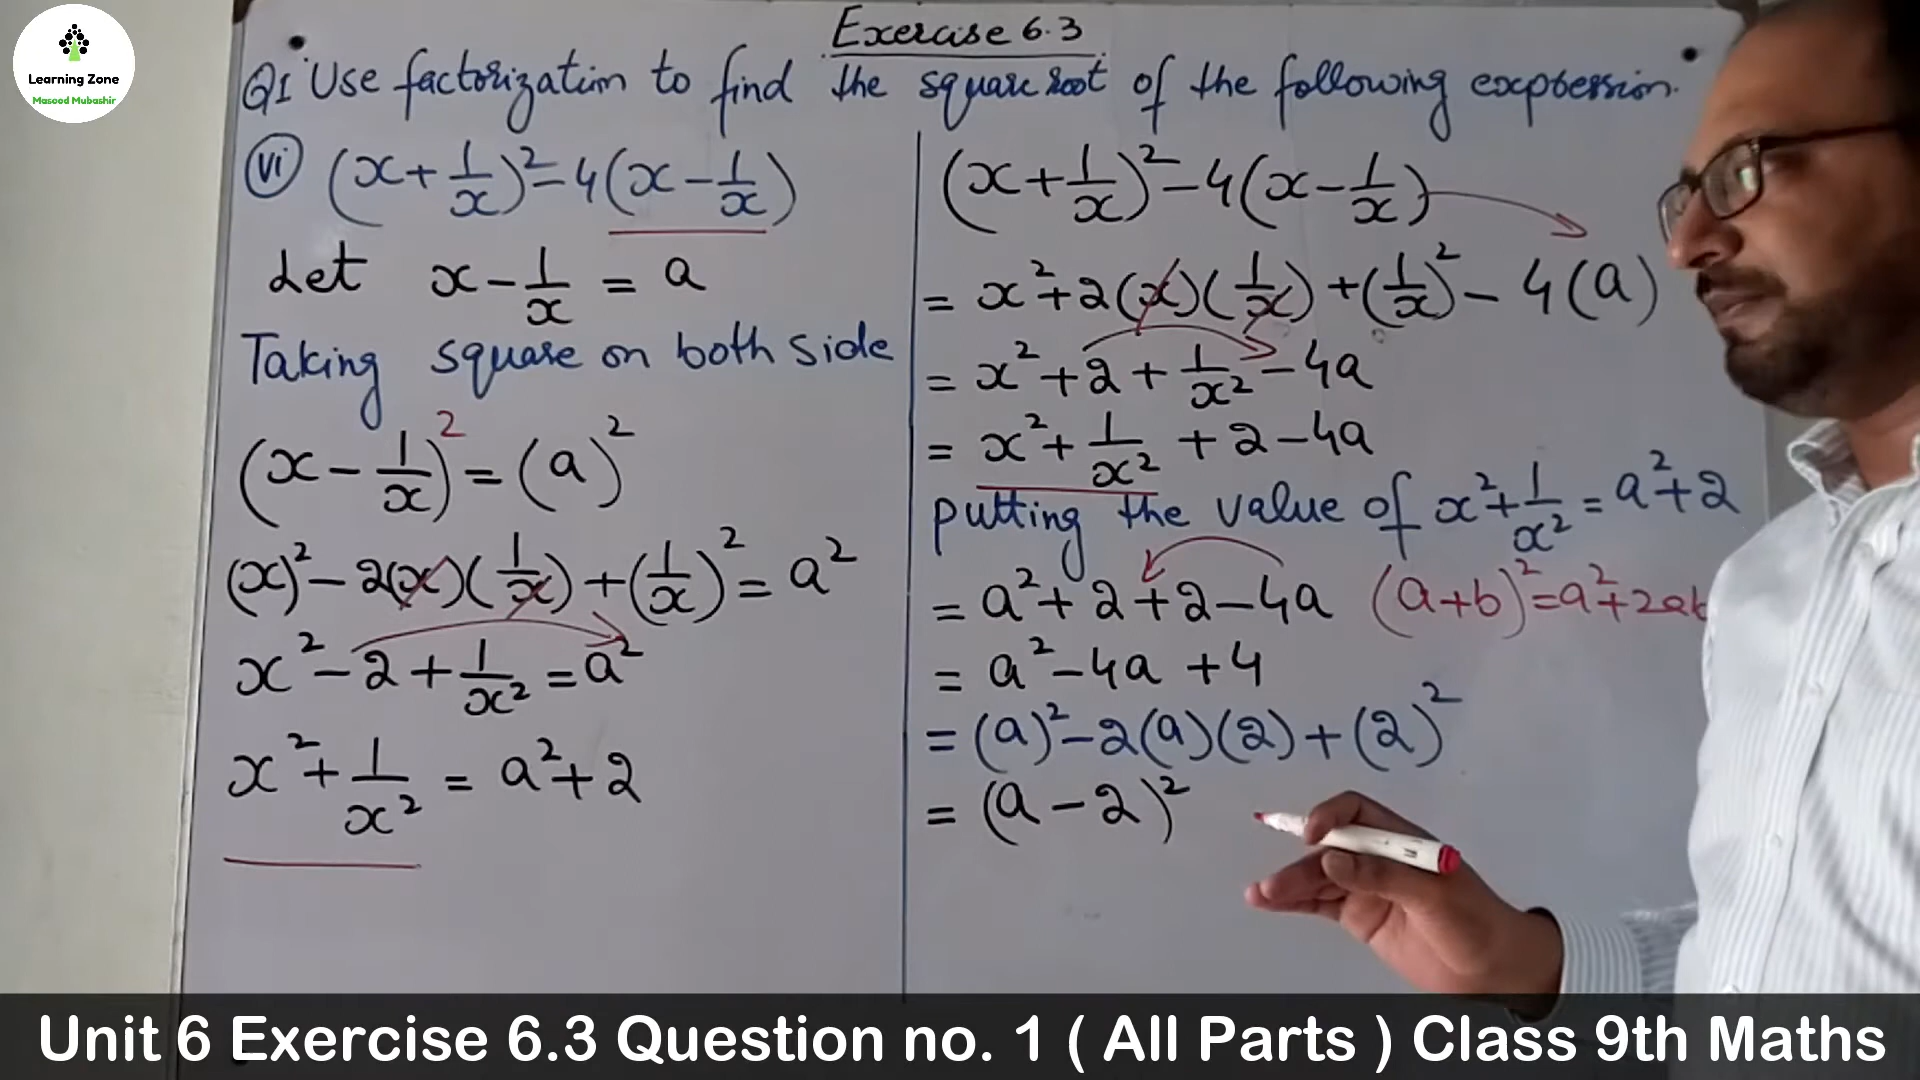 Learning Zone
Masood Mubashir
Exercise 6.3
Q1 Use factorization to find the square root of the following expression.
vi (x+1/x)²-4(x-1/x)
Let x-1/x = a
Taking square on both side
(x-1/x)² = (a)²
(x)²-2(x)(1/x)+(1/x)² = a²
x²-2+1/x² = a²
x²+1/x² = a²+2
(x+1/x)²-4(x-1/x)
= x²+2(x)(1/x)+(1/x)²-4(a)
= x²+2+1/x²-4a
= x²+1/x²+2-4a
putting the value of x²+1/x² = a²+2
= a²+2+2-4a (a+b)²=a²+2ab
= a²-4a+4
= (a)²-2(a)(2)+(2)²
= (a-2)²
Unit 6 Exercise 6.3 Question no. 1 ( All Parts ) Class 9th Maths